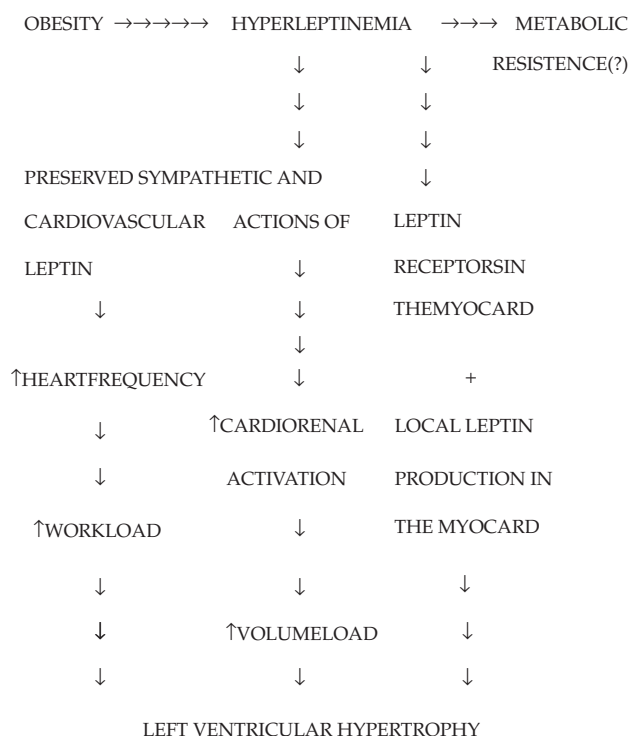 OBESITY →→→→→ HYPERLEPTINEMIA →→→ METABOLIC
↓ ↓ RESISTENCE(?)
↓ ↓
↓ ↓
PRESERVED SYMPATHETIC AND ↓
CARDIOVASCULAR ACTIONS OF LEPTIN
LEPTIN ↓ RECEPTORSIN
↓ ↓ THEMYOCARD
↓
↑HEARTFREQUENCY ↓ +
↓ ↑CARDIORENAL LOCAL LEPTIN
↓ ACTIVATION PRODUCTION IN
↑WORKLOAD ↓ THE MYOCARD
↓ ↓ ↓
↓ ↑VOLUMELOAD ↓
↓ ↓ ↓
LEFT VENTRICULAR HYPERTROPHY